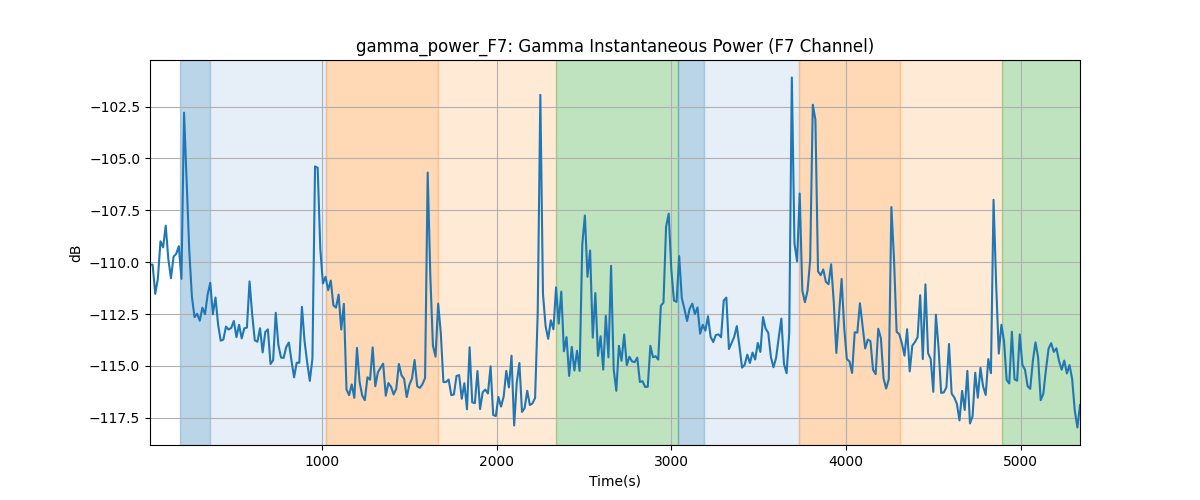 gamma_power_F7: Gamma Instantaneous Power (F7 Channel)
−102.5
−105.0
−107.5
−110.0
−112.5
−115.0
−117.5
dB
1000 2000 3000 4000 5000
Time(s)